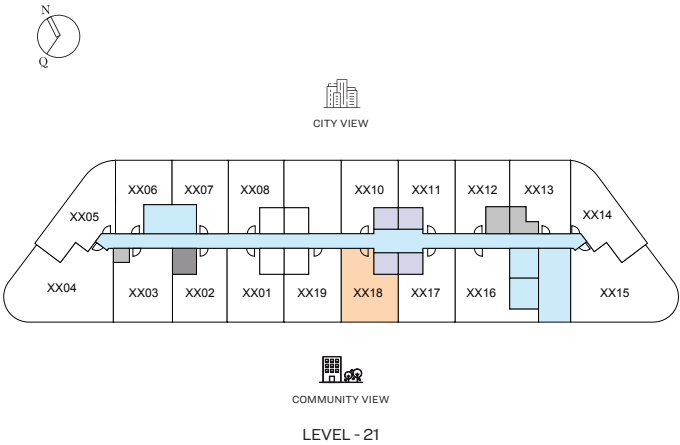 N
Q
CITY VIEW
XX06 XX07 XX08 XX10 XX11 XX12 XX13
XX05 XX14
XX04 XX03 XX02 XX01 XX19 XX18 XX17 XX16 XX15
COMMUNITY VIEW
LEVEL - 21